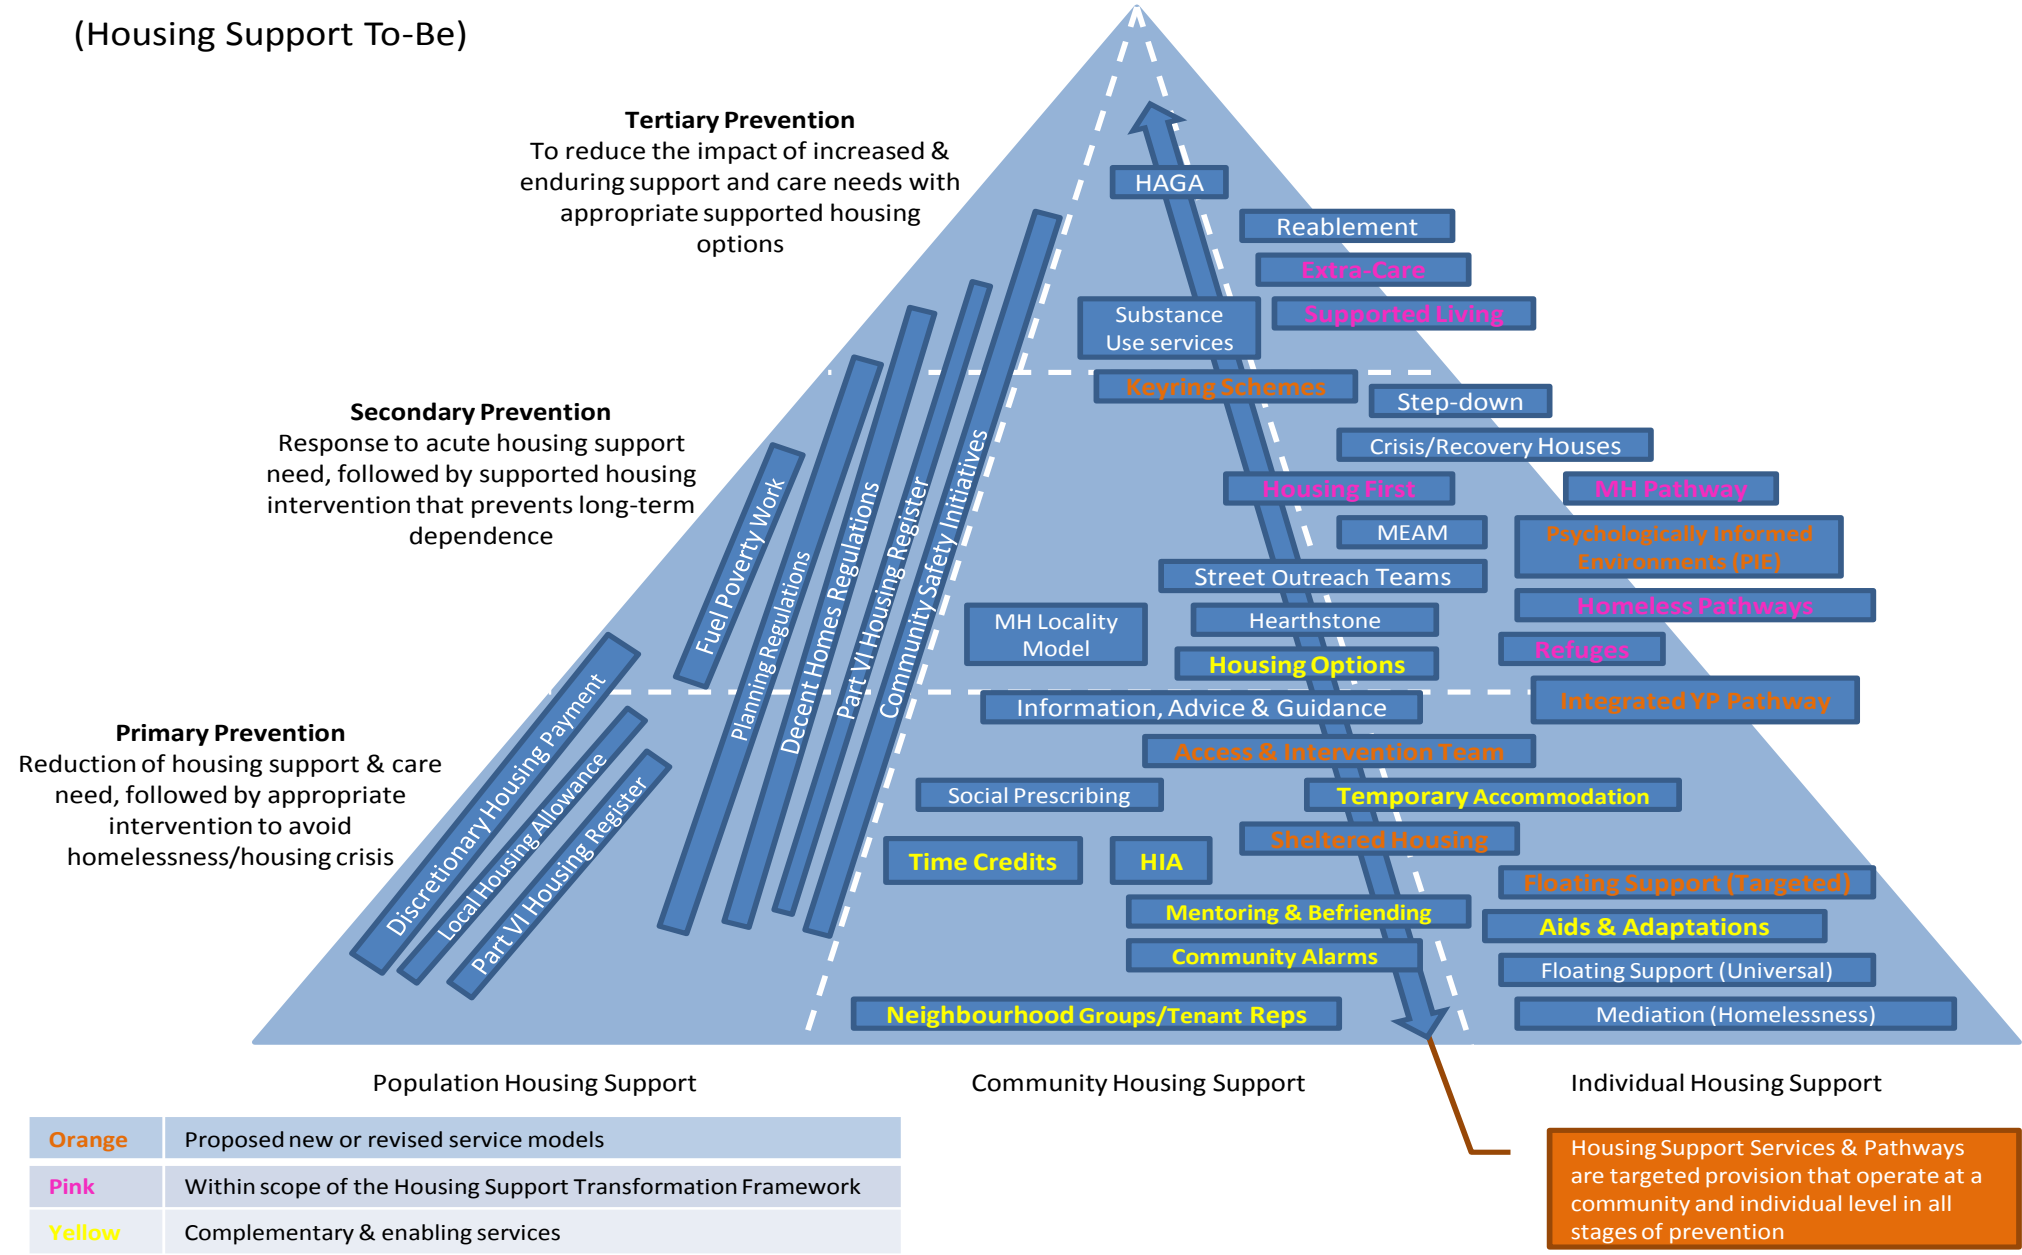 (Housing Support To-Be)
Tertiary Prevention
To reduce the impact of increased &
enduring support and care needs with
appropriate supported housing
options
Secondary Prevention
Response to acute housing support
need, followed by supported housing
intervention that prevents long-term
dependence
Primary Prevention
Reduction of housing support & care
need, followed by appropriate
intervention to avoid
homelessness/housing crisis
Discretionary Housing Payment
Local Housing Allowance
Part VI Housing Register
Fuel Poverty Work
Planning Regulations
Decent Homes Regulations
Part VI Housing Register
Community Safety Initiatives
HAGA
Reablement
Extra-Care
Supported Living
Substance
Use services
Keyring Schemes
Step-down
Crisis/Recovery Houses
Housing First
MH Pathway
MEAM
Psychologically Informed
Environments (PIE)
Street Outreach Teams
Homeless Pathways
MH Locality
Model
Hearthstone
Refuges
Housing Options
Information, Advice & Guidance
Integrated YP Pathway
Access & Intervention Team
Social Prescribing
Temporary Accommodation
Sheltered Housing
Time Credits
HIA
Floating Support (Targeted)
Mentoring & Befriending
Aids & Adaptations
Community Alarms
Floating Support (Universal)
Neighbourhood Groups/Tenant Reps
Mediation (Homelessness)
Population Housing Support
Community Housing Support
Individual Housing Support
Orange Proposed new or revised service models
Pink Within scope of the Housing Support Transformation Framework
Yellow Complementary & enabling services
Housing Support Services & Pathways
are targeted provision that operate at a
community and individual level in all
stages of prevention